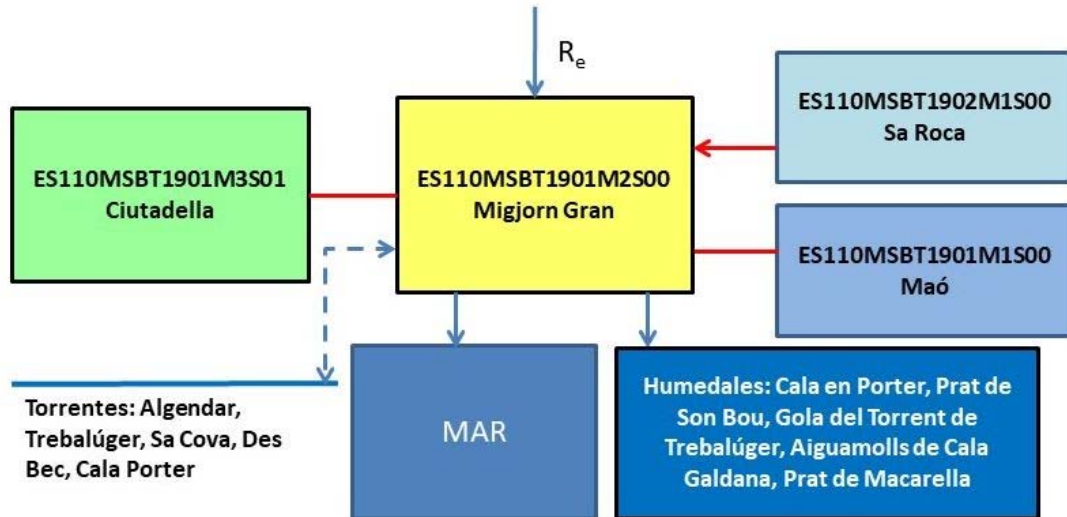 Re
ES110MSBT1902M1S00
Sa Roca
ES110MSBT1901M3S01
Ciutadella
ES110MSBT1901M2S00
Migjorn Gran
ES110MSBT1901M1S00
Maó
Torrentes: Algendar,
Trebalúger, Sa Cova, Des
Bec, Cala Porter
MAR
Humedales: Cala en Porter, Prat de
Son Bou, Gola del Torrent de
Trebalúger, Aiguamolls de Cala
Galdana, Prat de Macarella